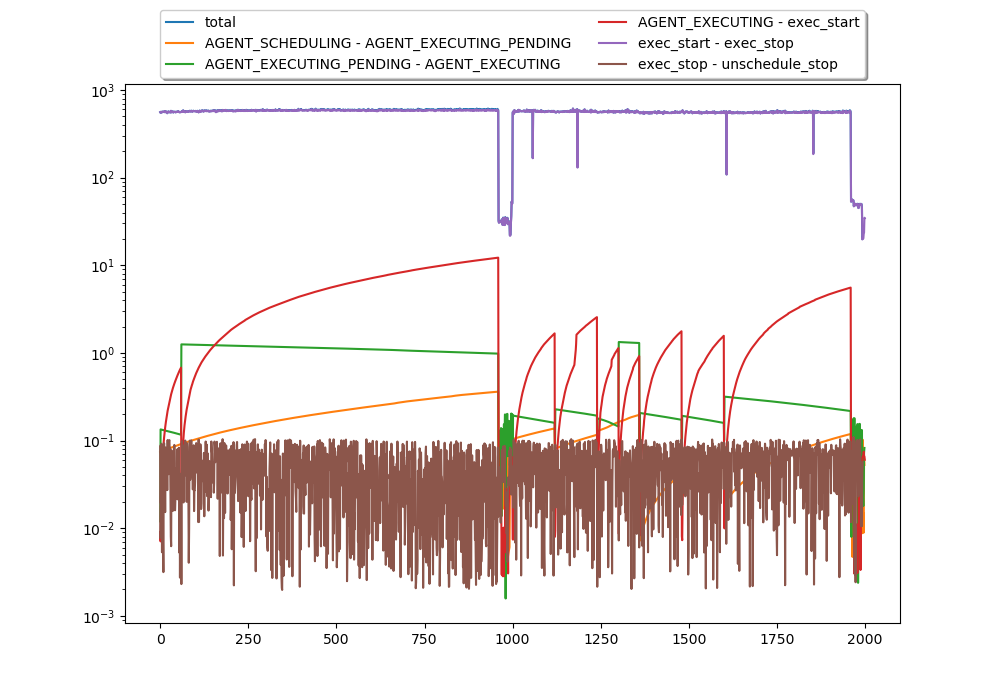 total
AGENT_SCHEDULING - AGENT_EXECUTING_PENDING
AGENT_EXECUTING_PENDING - AGENT_EXECUTING
AGENT_EXECUTING - exec_start
exec_start - exec_stop
exec_stop - unschedule_stop
10³
10²
10¹
10⁰
10⁻¹
10⁻²
10⁻³
0 250 500 750 1000 1250 1500 1750 2000